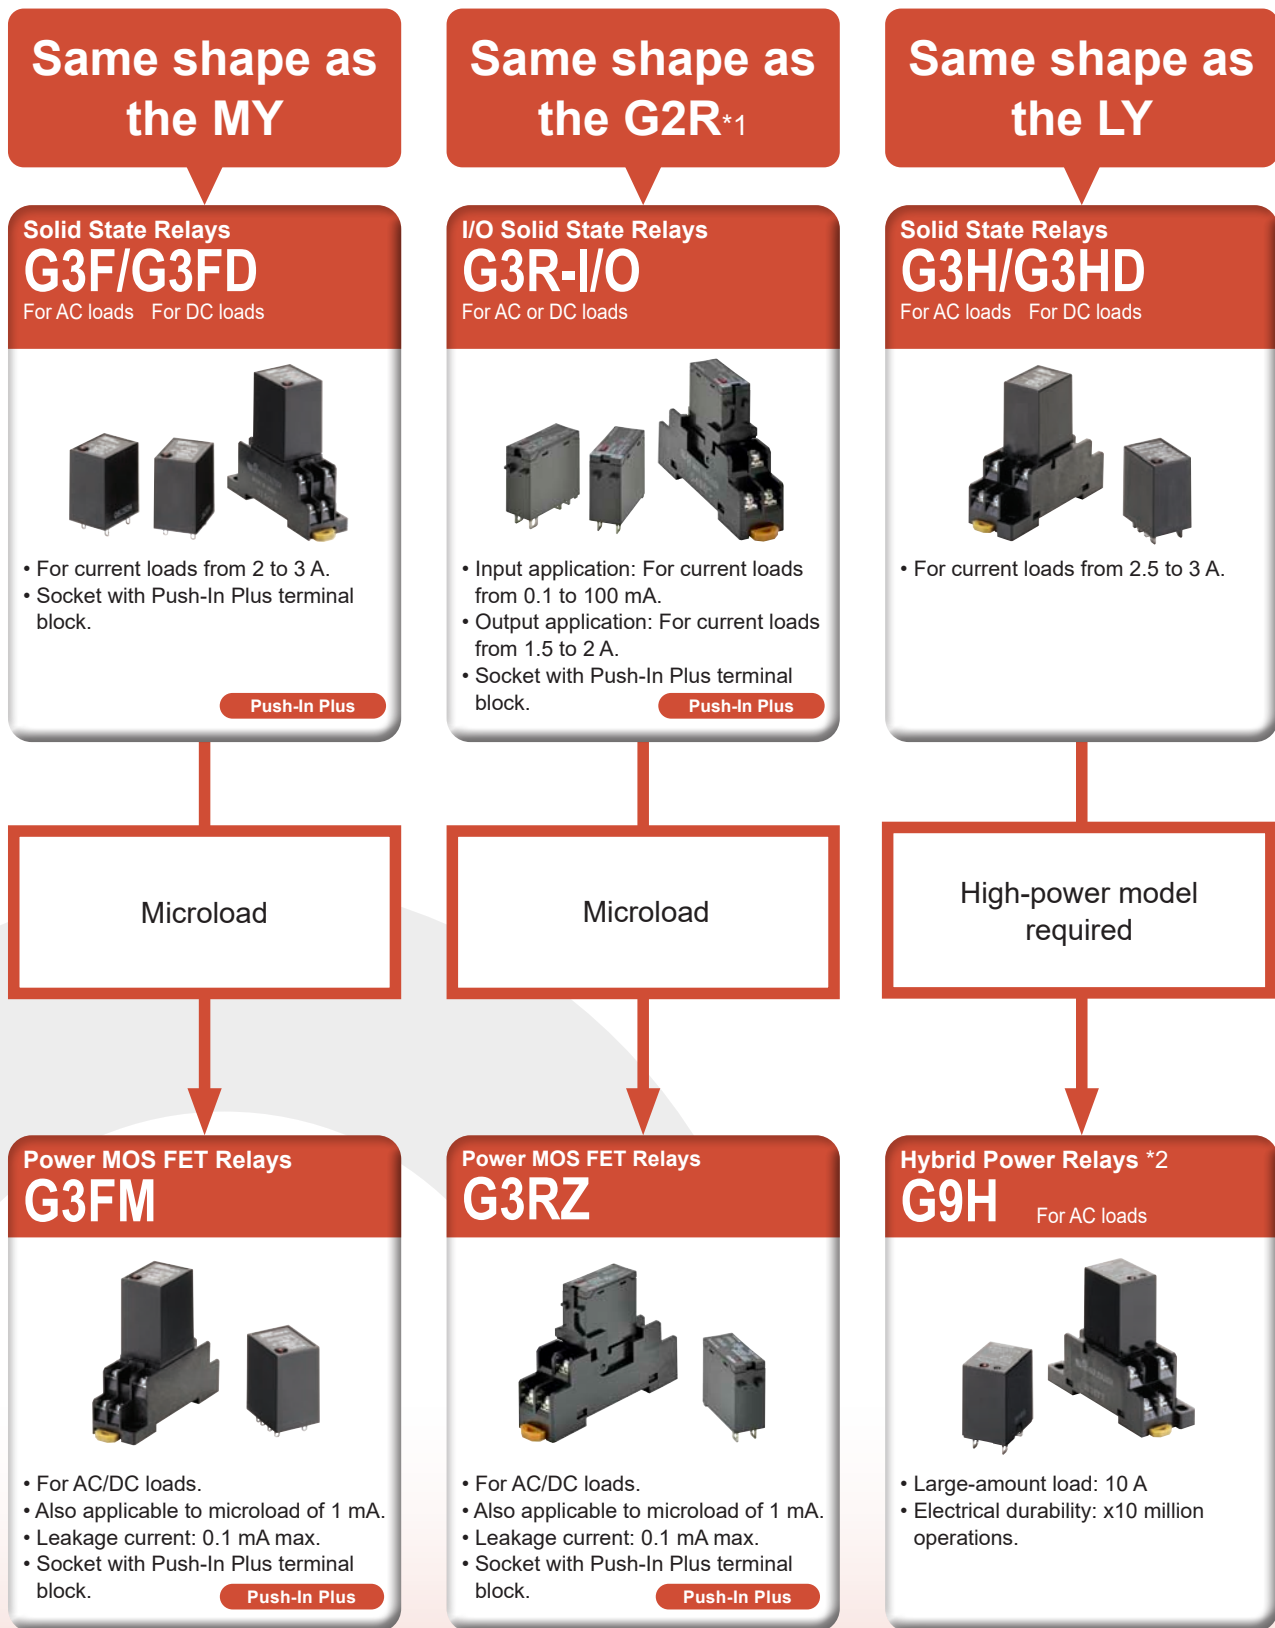 Same shape as
the MY
Same shape as
the G2R*1
Same shape as
the LY
Solid State Relays
G3F/G3FD
For AC loads For DC loads
• For current loads from 2 to 3 A.
• Socket with Push-In Plus terminal
block.
Push-In Plus
I/O Solid State Relays
G3R-I/O
For AC or DC loads
• Input application: For current loads
from 0.1 to 100 mA.
• Output application: For current loads
from 1.5 to 2 A.
• Socket with Push-In Plus terminal
block.
Push-In Plus
Solid State Relays
G3H/G3HD
For AC loads For DC loads
• For current loads from 2.5 to 3 A.
Microload
Microload
High-power model
required
Power MOS FET Relays
G3FM
• For AC/DC loads.
• Also applicable to microload of 1 mA.
• Leakage current: 0.1 mA max.
• Socket with Push-In Plus terminal
block.
Push-In Plus
Power MOS FET Relays
G3RZ
• For AC/DC loads.
• Also applicable to microload of 1 mA.
• Leakage current: 0.1 mA max.
• Socket with Push-In Plus terminal
block.
Push-In Plus
Hybrid Power Relays *2
G9H For AC loads
• Large-amount load: 10 A
• Electrical durability: x10 million
operations.